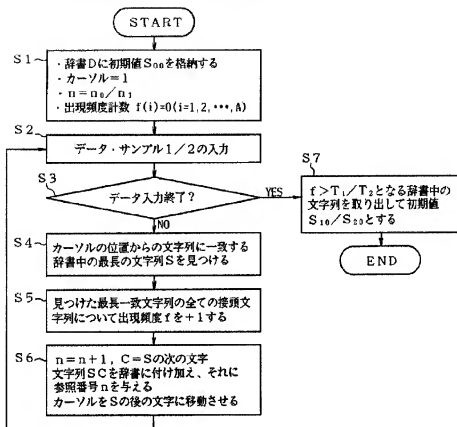 START
S1
・辞書Dに初期値S₀₀を格納する
・カーソル=1
・n=n₀/n₁
・出現頻度計数 f(i)=0(i=1,2,…,A)
S2
データ・サンプル1/2の入力
S3
データ入力終了?
YES
NO
S7
f>T₁/T₂となる辞書中の
文字列を取り出して初期値
S₁₀/S₂₀とする
END
S4
カーソルの位置からの文字列に一致する
辞書中の最長の文字列Sを見つける
S5
見つけた最長一致文字列の全ての接頭文
字列について出現頻度fを+1する
S6
n=n+1, C=Sの次の文字
文字列SCを辞書に付け加え、それに
参照番号nを与える
カーソルをSの後の文字に移動させる